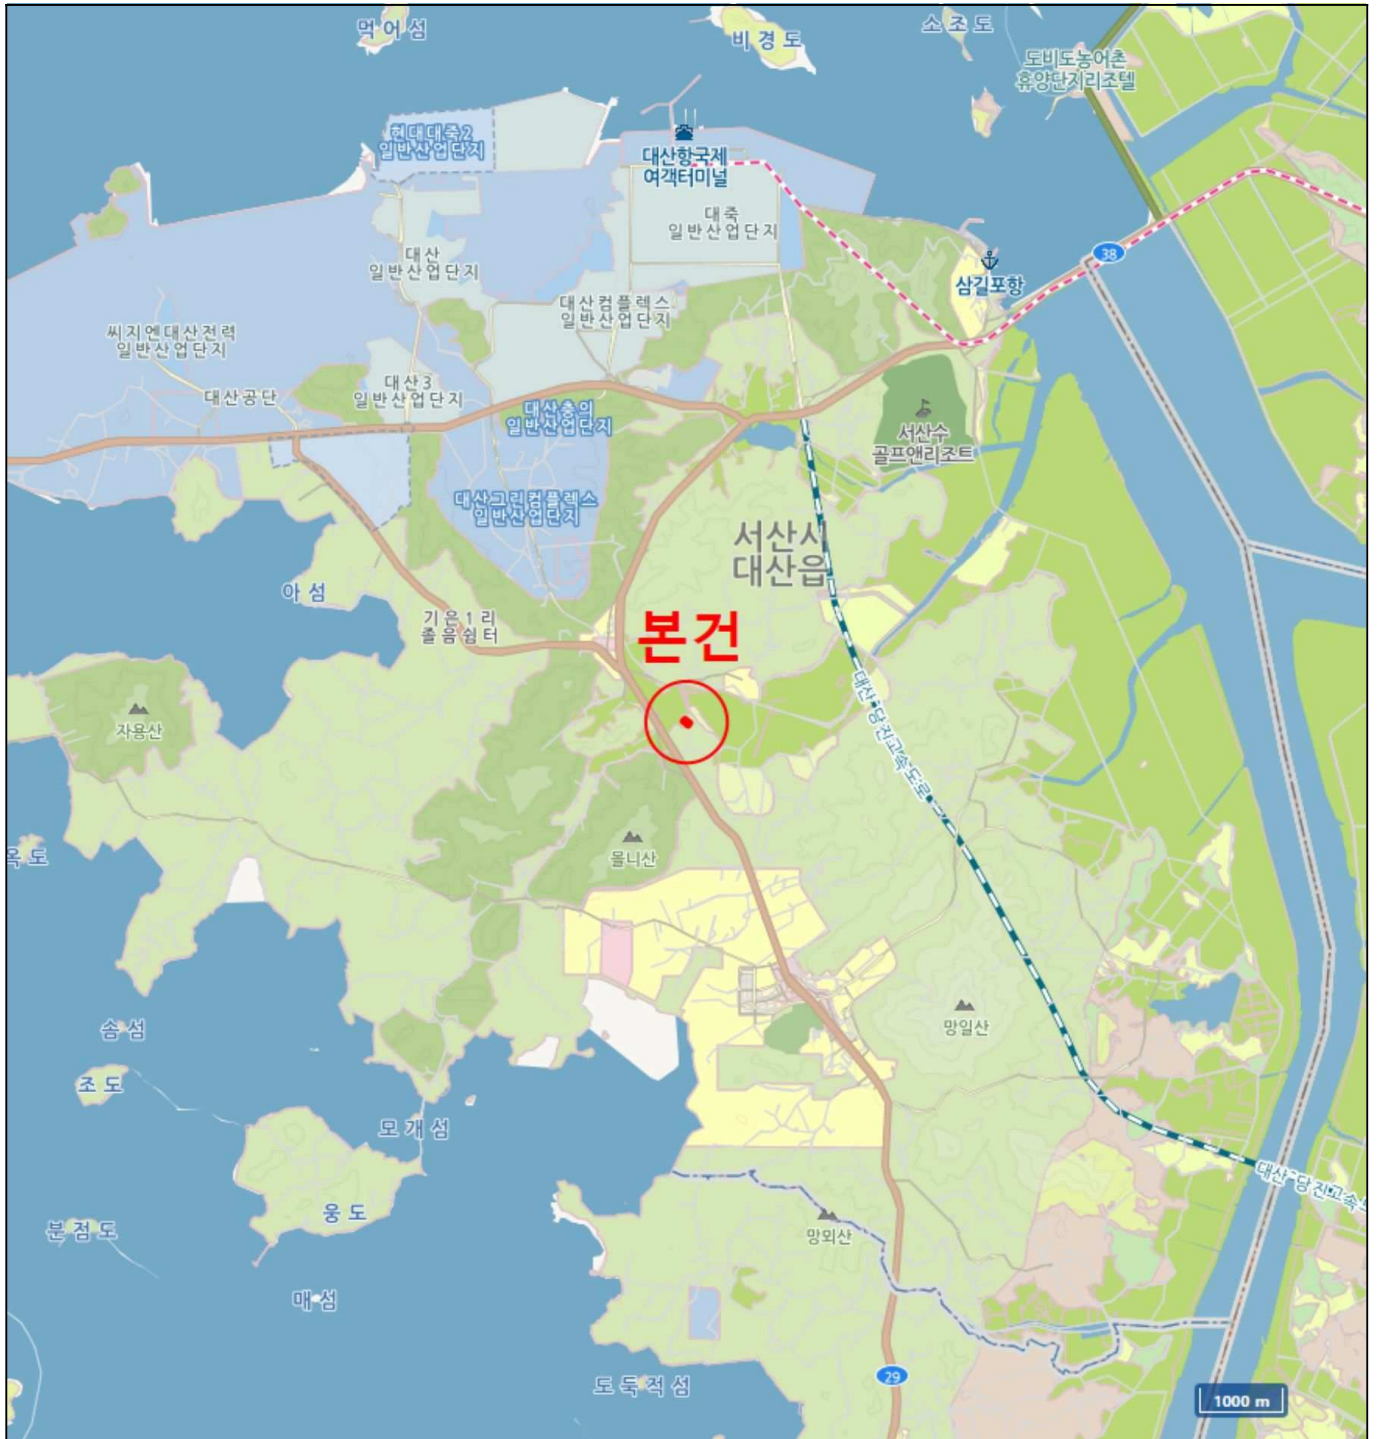 먹어섬
비경도
소조도
도비도농어촌
휴양단지리조텔
현대대죽2
일반산업단지
대산항국제
여객터미널
대죽
일반산업단지
38
대산
일반산업단지
삼길포항
대산컴플렉스
일반산업단지
씨지엔대산전력
일반산업단지
대산3
일반산업단지
대산공단
대산충의
일반산업단지
서산수
골프앤리조트
대산그린컴플렉스
일반산업단지
서산시
대산읍
아섬
기은1리
졸음쉼터
본건
대산-당진고속도로
자용산
몰니산
옥도
망일산
송섬
조도
모개섬
대산-당진고속도
웅도
분점도
망외산
매섬
29
도둑적섬
1000 m